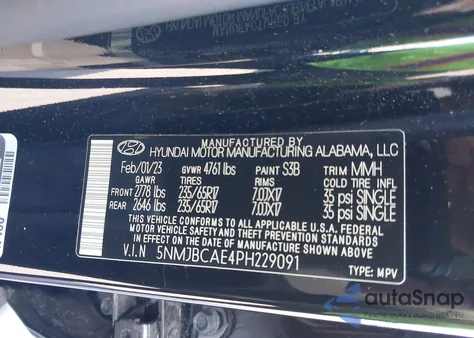 MANUFACTURED BY
HYUNDAI MOTOR MANUFACTURING ALABAMA, LLC
Feb/01/23 GVWR 4761 lbs PAINT S3B TRIM MMH
GAWR TIRES RIMS COLD TIRE INF.
FRONT 2778 lbs 235/65R17 7.0JX17 35 psi SINGLE
REAR 2646 lbs 235/65R17 7.0JX17 35 psi SINGLE
THIS VEHICLE CONFORMS TO ALL APPLICABLE U.S. FEDERAL
MOTOR VEHICLE SAFETY, BUMPER, AND THEFT PREVENTION
STANDARDS IN EFFECT ON THE DATE OF MANUFACTURE
SHOWN ABOVE.
V.I.N 5NMJBCAE4PH229091 TYPE: MPV
autoSnap